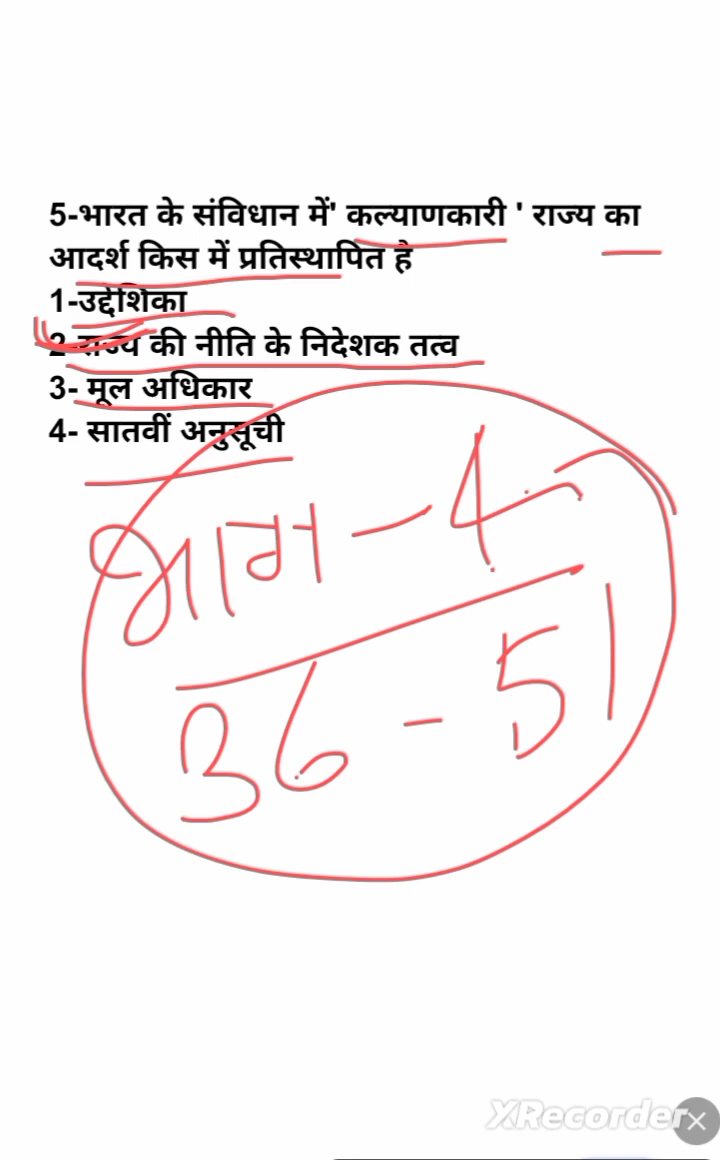 5-भारत के संविधान में' कल्याणकारी ' राज्य का
आदर्श किस में प्रतिस्थापित है
1-उद्देशिका
2-राज्य की नीति के निदेशक तत्व
3- मूल अधिकार
4- सातवीं अनुसूची
भाग - 4
36 - 51
XRecorder